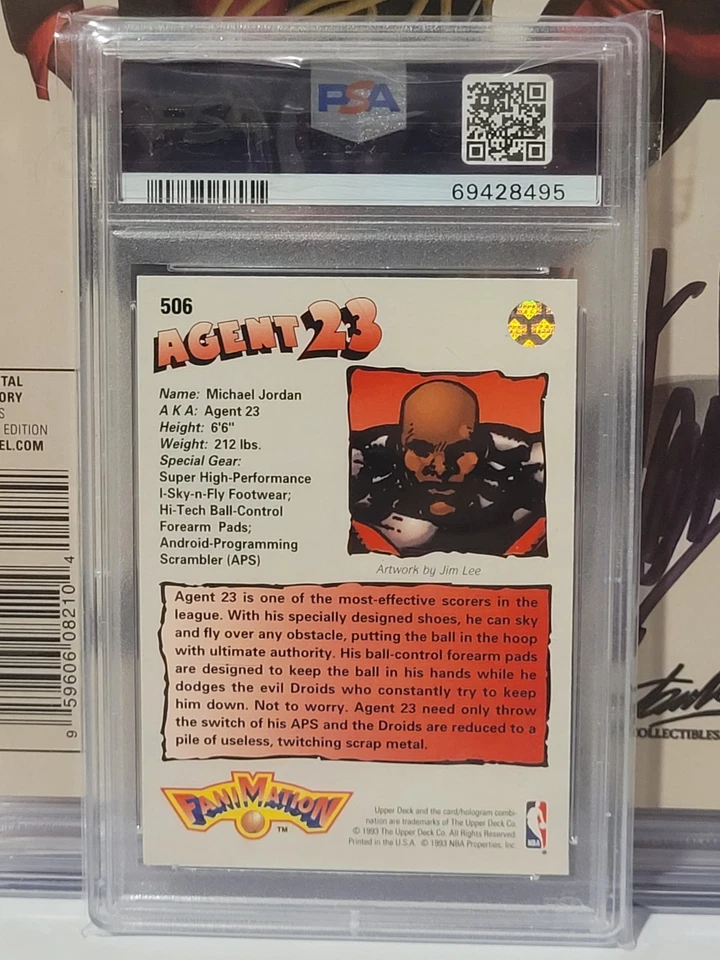 PSA
69428495
506
AGENT 23
Name: Michael Jordan
A K A: Agent 23
Height: 6'6"
Weight: 212 lbs.
Special Gear:
Super High-Performance
I-Sky-n-Fly Footwear;
Hi-Tech Ball-Control
Forearm Pads;
Android-Programming
Scrambler (APS)
Artwork by Jim Lee
Agent 23 is one of the most-effective scorers in the
league. With his specially designed shoes, he can sky
and fly over any obstacle, putting the ball in the hoop
with ultimate authority. His ball-control forearm pads
are designed to keep the ball in his hands while he
dodges the evil Droids who constantly try to keep
him down. Not to worry. Agent 23 need only throw
the switch of his APS and the Droids are reduced to a
pile of useless, twitching scrap metal.
FANIMATION TM
Upper Deck and the card/hologram combi-
nation are trademarks of The Upper Deck Co.
© 1993 The Upper Deck Co. All Rights Reserved.
Printed in the U.S.A. © 1993 NBA Properties, Inc.
NBA
TAL
ORY
S
EDITION
EL.COM
9 59606 08210 4
COLLECTIBLES